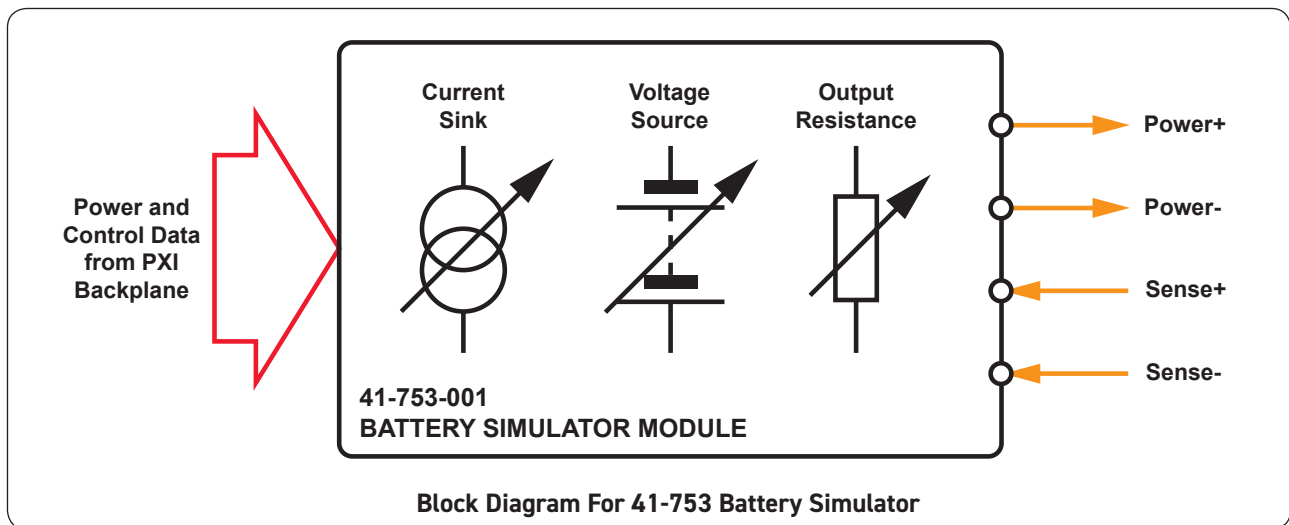 Current
Sink
Voltage
Source
Output
Resistance
Power and
Control Data
from PXI
Backplane
Power+
Power-
Sense+
Sense-
41-753-001
BATTERY SIMULATOR MODULE
Block Diagram For 41-753 Battery Simulator